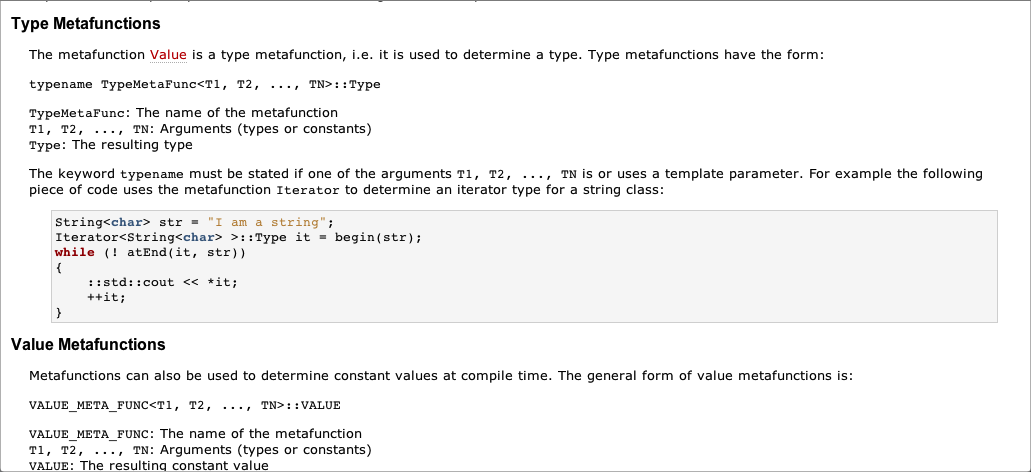 Type Metafunctions
The metafunction Value is a type metafunction, i.e. it is used to determine a type. Type metafunctions have the form:
typename TypeMetaFunc<T1, T2, ..., TN>::Type
TypeMetaFunc: The name of the metafunction
T1, T2, ..., TN: Arguments (types or constants)
Type: The resulting type
The keyword typename must be stated if one of the arguments T1, T2, ..., TN is or uses a template parameter. For example the following
piece of code uses the metafunction Iterator to determine an iterator type for a string class:
String<char> str = "I am a string";
Iterator<String<char> >::Type it = begin(str);
while (! atEnd(it, str))
{
    ::std::cout << *it;
    ++it;
}
Value Metafunctions
Metafunctions can also be used to determine constant values at compile time. The general form of value metafunctions is:
VALUE_META_FUNC<T1, T2, ..., TN>::VALUE
VALUE_META_FUNC: The name of the metafunction
T1, T2, ..., TN: Arguments (types or constants)
VALUE: The resulting constant value